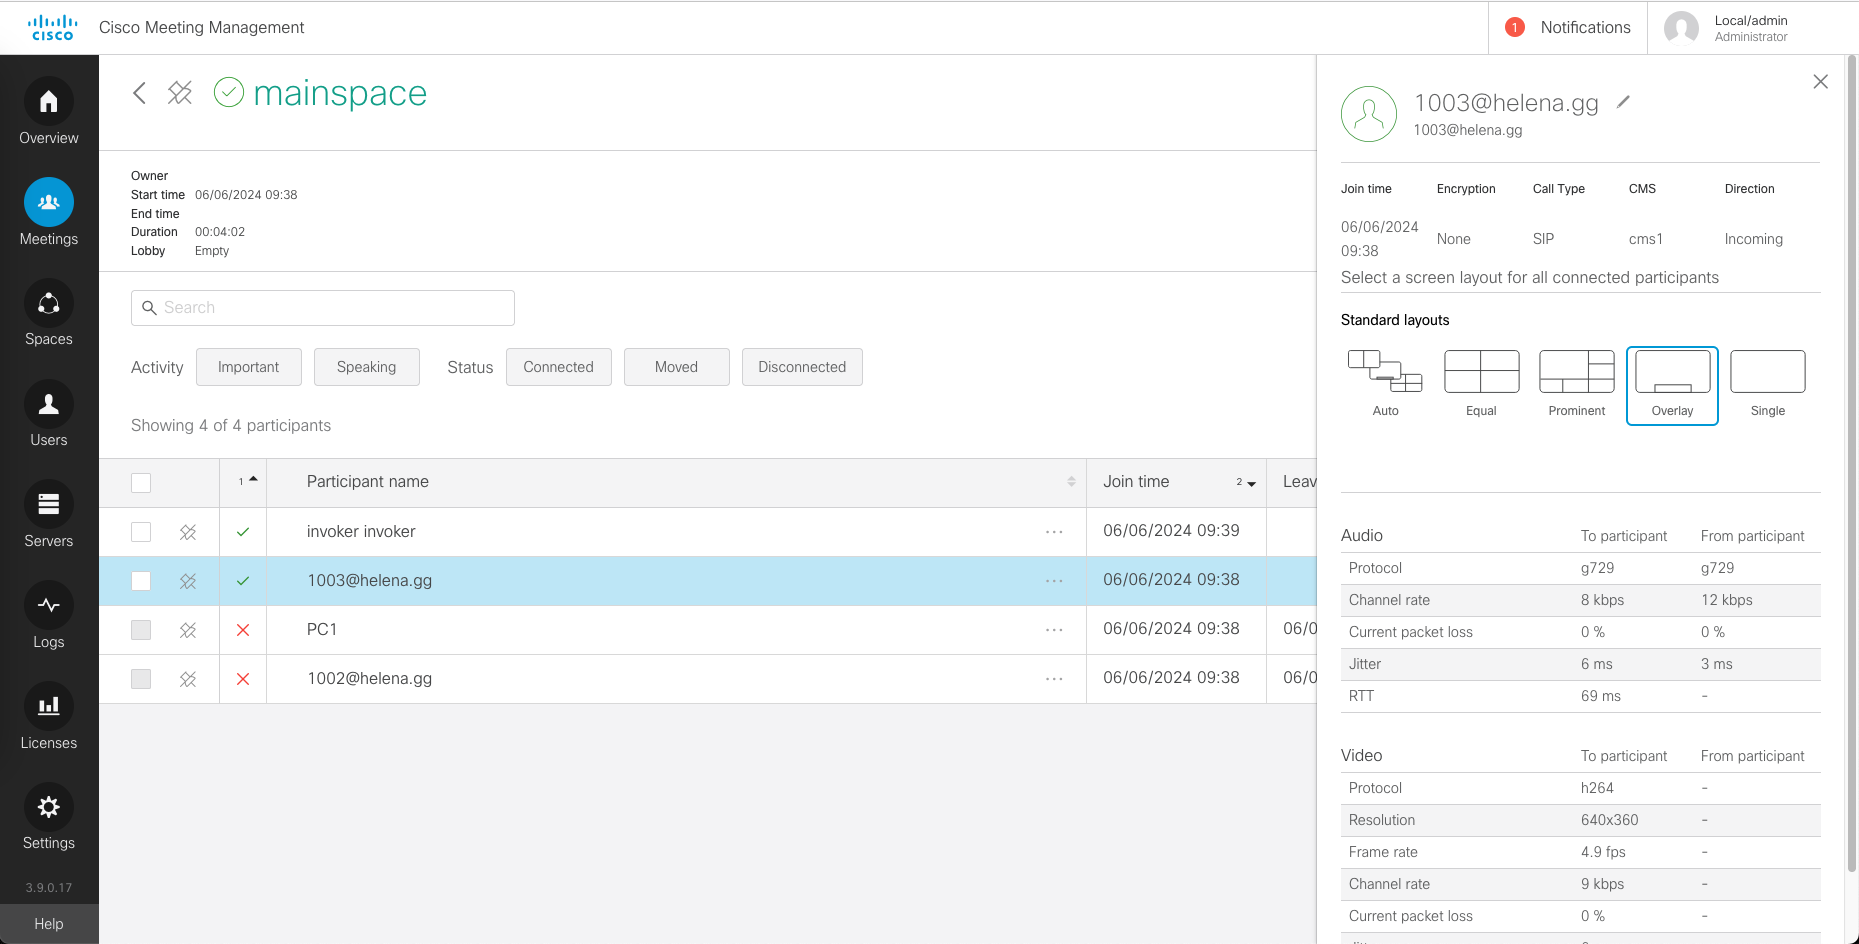 cisco
Cisco Meeting Management
1 Notifications
Local/admin
Administrator
Overview
Meetings
Spaces
Users
Servers
Logs
Licenses
Settings
3.9.0.17
Help
mainspace
Owner
Start time 06/06/2024 09:38
End time
Duration 00:04:02
Lobby Empty
Search
Activity Important Speaking Status Connected Moved Disconnected
Showing 4 of 4 participants
1 Participant name Join time 2 Leav
invoker invoker ... 06/06/2024 09:39
1003@helena.gg ... 06/06/2024 09:38
PC1 ... 06/06/2024 09:38 06/0
1002@helena.gg ... 06/06/2024 09:38 06/0
1003@helena.gg
1003@helena.gg
Join time Encryption Call Type CMS Direction
06/06/2024
09:38 None SIP cms1 Incoming
Select a screen layout for all connected participants
Standard layouts
Auto Equal Prominent Overlay Single
Audio To participant From participant
Protocol g729 g729
Channel rate 8 kbps 12 kbps
Current packet loss 0 % 0 %
Jitter 6 ms 3 ms
RTT 69 ms -
Video To participant From participant
Protocol h264 -
Resolution 640x360 -
Frame rate 4.9 fps -
Channel rate 9 kbps -
Current packet loss 0 % -